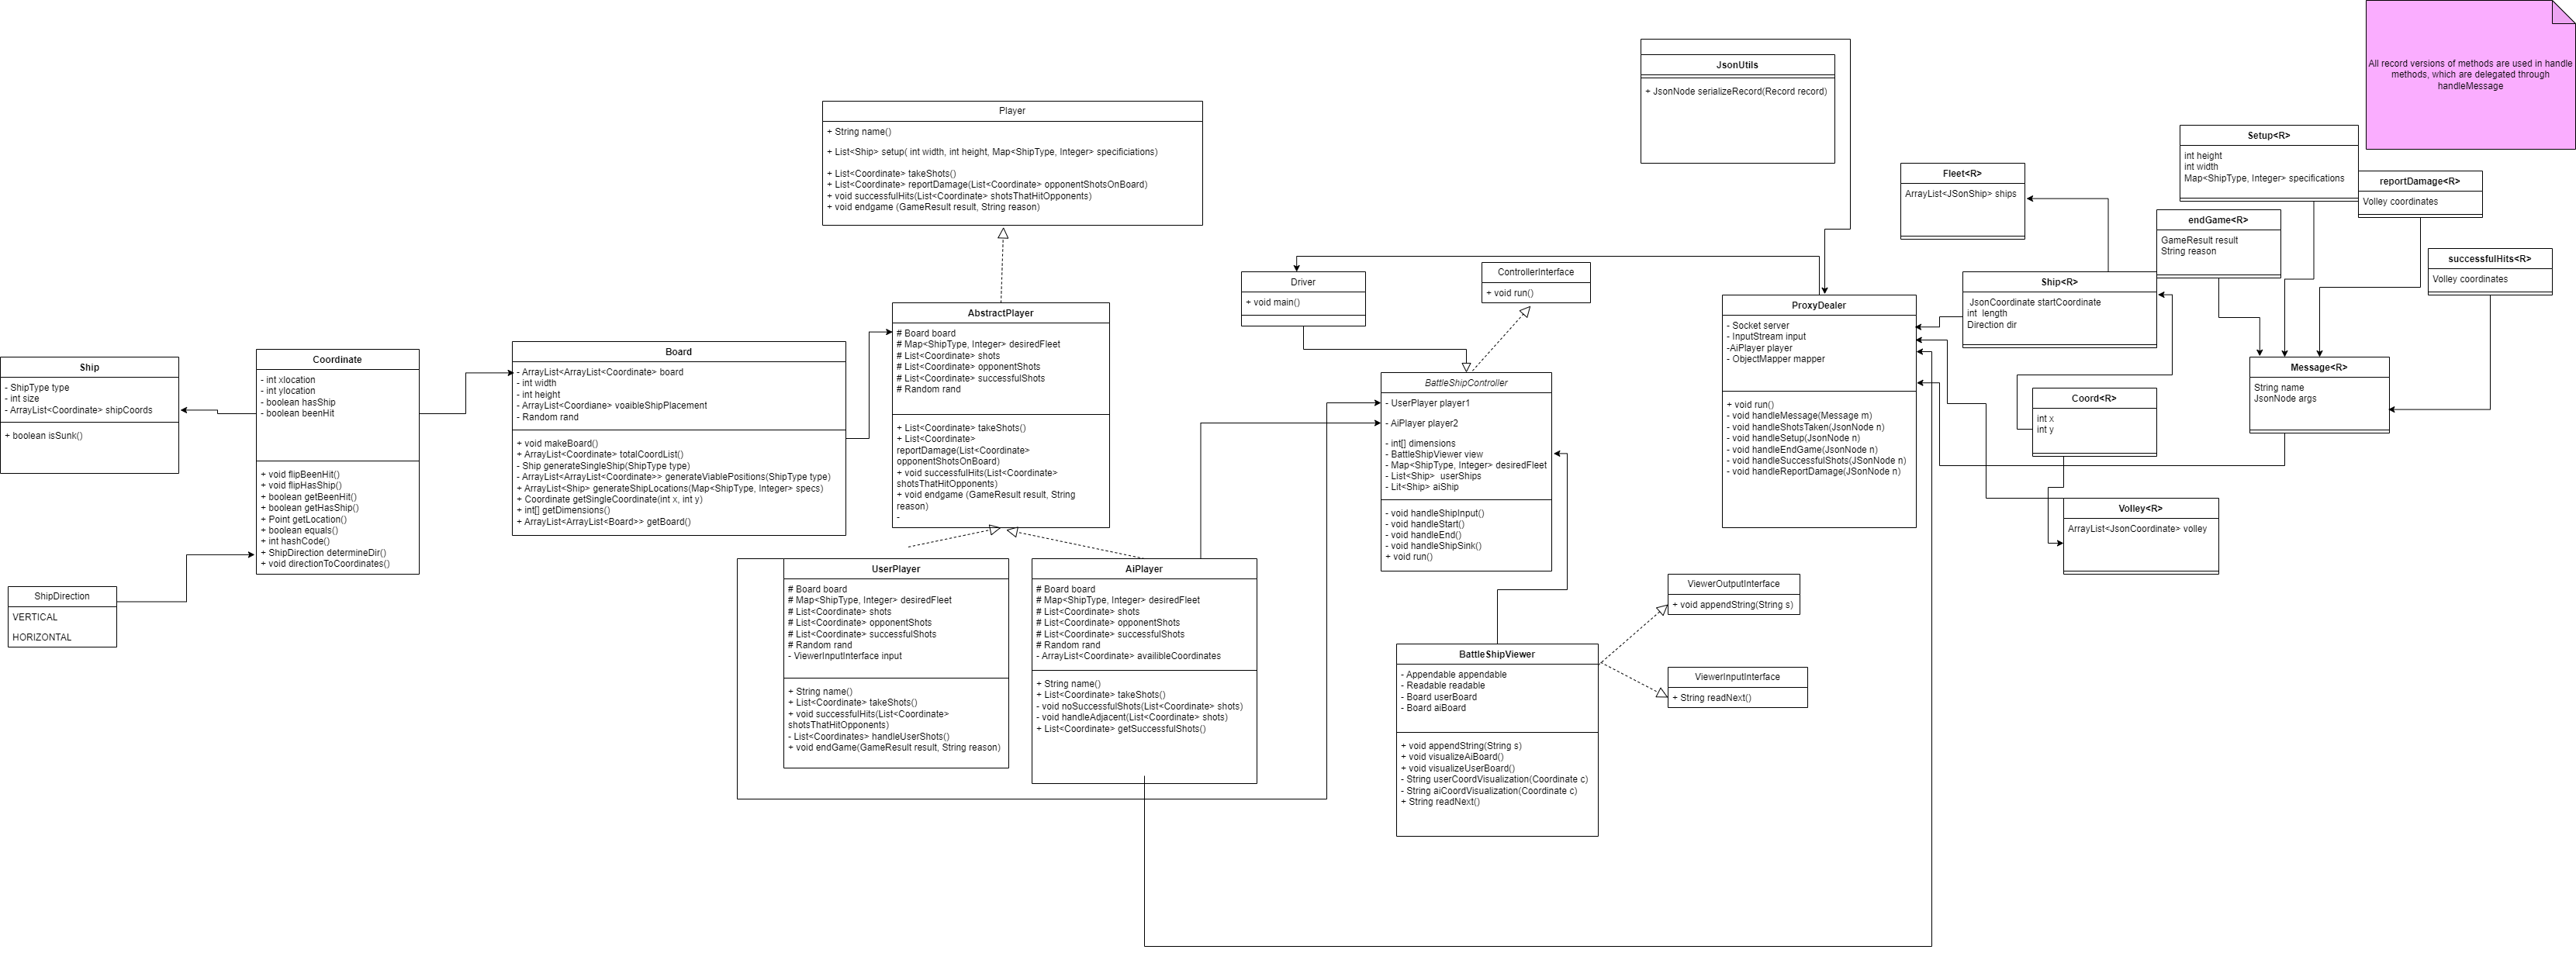 All record versions of methods are used in handle
methods, which are delegated through
handleMessage
JsonUtils
+ JsonNode serializeRecord(Record record)
Player
+ String name()
+ List<Ship> setup( int width, int height, Map<ShipType, Integer> specificiations)
+ List<Coordinate> takeShots()
+ List<Coordinate> reportDamage(List<Coordinate> opponentShotsOnBoard)
+ void successfulHits(List<Coordinate> shotsThatHitOpponents)
+ void endgame (GameResult result, String reason)
Setup<R>
int height
int width
Map<ShipType, Integer> specifications
Fleet<R>
ArrayList<JSonShip> ships
reportDamage<R>
Volley coordinates
endGame<R>
GameResult result
String reason
successfulHits<R>
Volley coordinates
Driver
+ void main()
ControllerInterface
+ void run()
Ship<R>
JsonCoordinate startCoordinate
int  length
Direction dir
ProxyDealer
- Socket server
- InputStream input
-AiPlayer player
- ObjectMapper mapper
+ void run()
- void handleMessage(Message m)
- void handleShotsTaken(JsonNode n)
- void handleSetup(JsonNode n)
- void handleEndGame(JsonNode n)
- void handleSuccessfulShots(JSonNode n)
- void handleReportDamage(JSonNode n)
AbstractPlayer
# Board board
# Map<ShipType, Integer> desiredFleet
# List<Coordinate> shots
# List<Coordinate> opponentShots
# List<Coordinate> successfulShots
# Random rand
+ List<Coordinate> takeShots()
+ List<Coordinate>
reportDamage(List<Coordinate>
opponentShotsOnBoard)
+ void successfulHits(List<Coordinate>
shotsThatHitOpponents)
+ void endgame (GameResult result, String
reason)
-
Ship
- ShipType type
- int size
- ArrayList<Coordinate> shipCoords
+ boolean isSunk()
Coordinate
- int xlocation
- int ylocation
- boolean hasShip
- boolean beenHit
+ void flipBeenHit()
+ void flipHasShip()
+ boolean getBeenHit()
+ boolean getHasShip()
+ Point getLocation()
+ boolean equals()
+ int hashCode()
+ ShipDirection determineDir()
+ void directionToCoordinates()
Board
- ArrayList<ArrayList<Coordinate> board
- int width
- int height
- ArrayList<Coordiane> voaibleShipPlacement
- Random rand
+ void makeBoard()
+ ArrayList<Coordinate> totalCoordList()
- Ship generateSingleShip(ShipType type)
- ArrayList<ArrayList<Coordinate>> generateViablePositions(ShipType type)
+ ArrayList<Ship> generateShipLocations(Map<ShipType, Integer> specs)
+ Coordinate getSingleCoordinate(int x, int y)
+ int[] getDimensions()
+ ArrayList<ArrayList<Board>> getBoard()
BattleShipController
- UserPlayer player1
- AiPlayer player2
- int[] dimensions
- BattleShipViewer view
- Map<ShipType, Integer> desiredFleet
- List<Ship>  userShips
- Lit<Ship> aiShip
- void handleShipInput()
- void handleStart()
- void handleEnd()
- void handleShipSink()
+ void run()
Message<R>
String name
JsonNode args
Coord<R>
int x
int y
Volley<R>
ArrayList<JsonCoordinate> volley
ShipDirection
VERTICAL
HORIZONTAL
UserPlayer
# Board board
# Map<ShipType, Integer> desiredFleet
# List<Coordinate> shots
# List<Coordinate> opponentShots
# List<Coordinate> successfulShots
# Random rand
- ViewerInputInterface input
+ String name()
+ List<Coordinate> takeShots()
+ void successfulHits(List<Coordinate>
shotsThatHitOpponents)
- List<Coordinates> handleUserShots()
+ void endGame(GameResult result, String reason)
AiPlayer
# Board board
# Map<ShipType, Integer> desiredFleet
# List<Coordinate> shots
# List<Coordinate> opponentShots
# List<Coordinate> successfulShots
# Random rand
- ArrayList<Coordinate> availibleCoordinates
+ String name()
+ List<Coordinate> takeShots()
- void noSuccessfulShots(List<Coordinate> shots)
- void handleAdjacent(List<Coordinate> shots)
+ List<Coordinate> getSuccessfulShots()
ViewerOutputInterface
+ void appendString(String s)
BattleShipViewer
- Appendable appendable
- Readable readable
- Board userBoard
- Board aiBoard
+ void appendString(String s)
+ void visualizeAiBoard()
+ void visualizeUserBoard()
- String userCoordVisualization(Coordinate c)
- String aiCoordVisualization(Coordinate c)
+ String readNext()
ViewerInputInterface
+ String readNext()